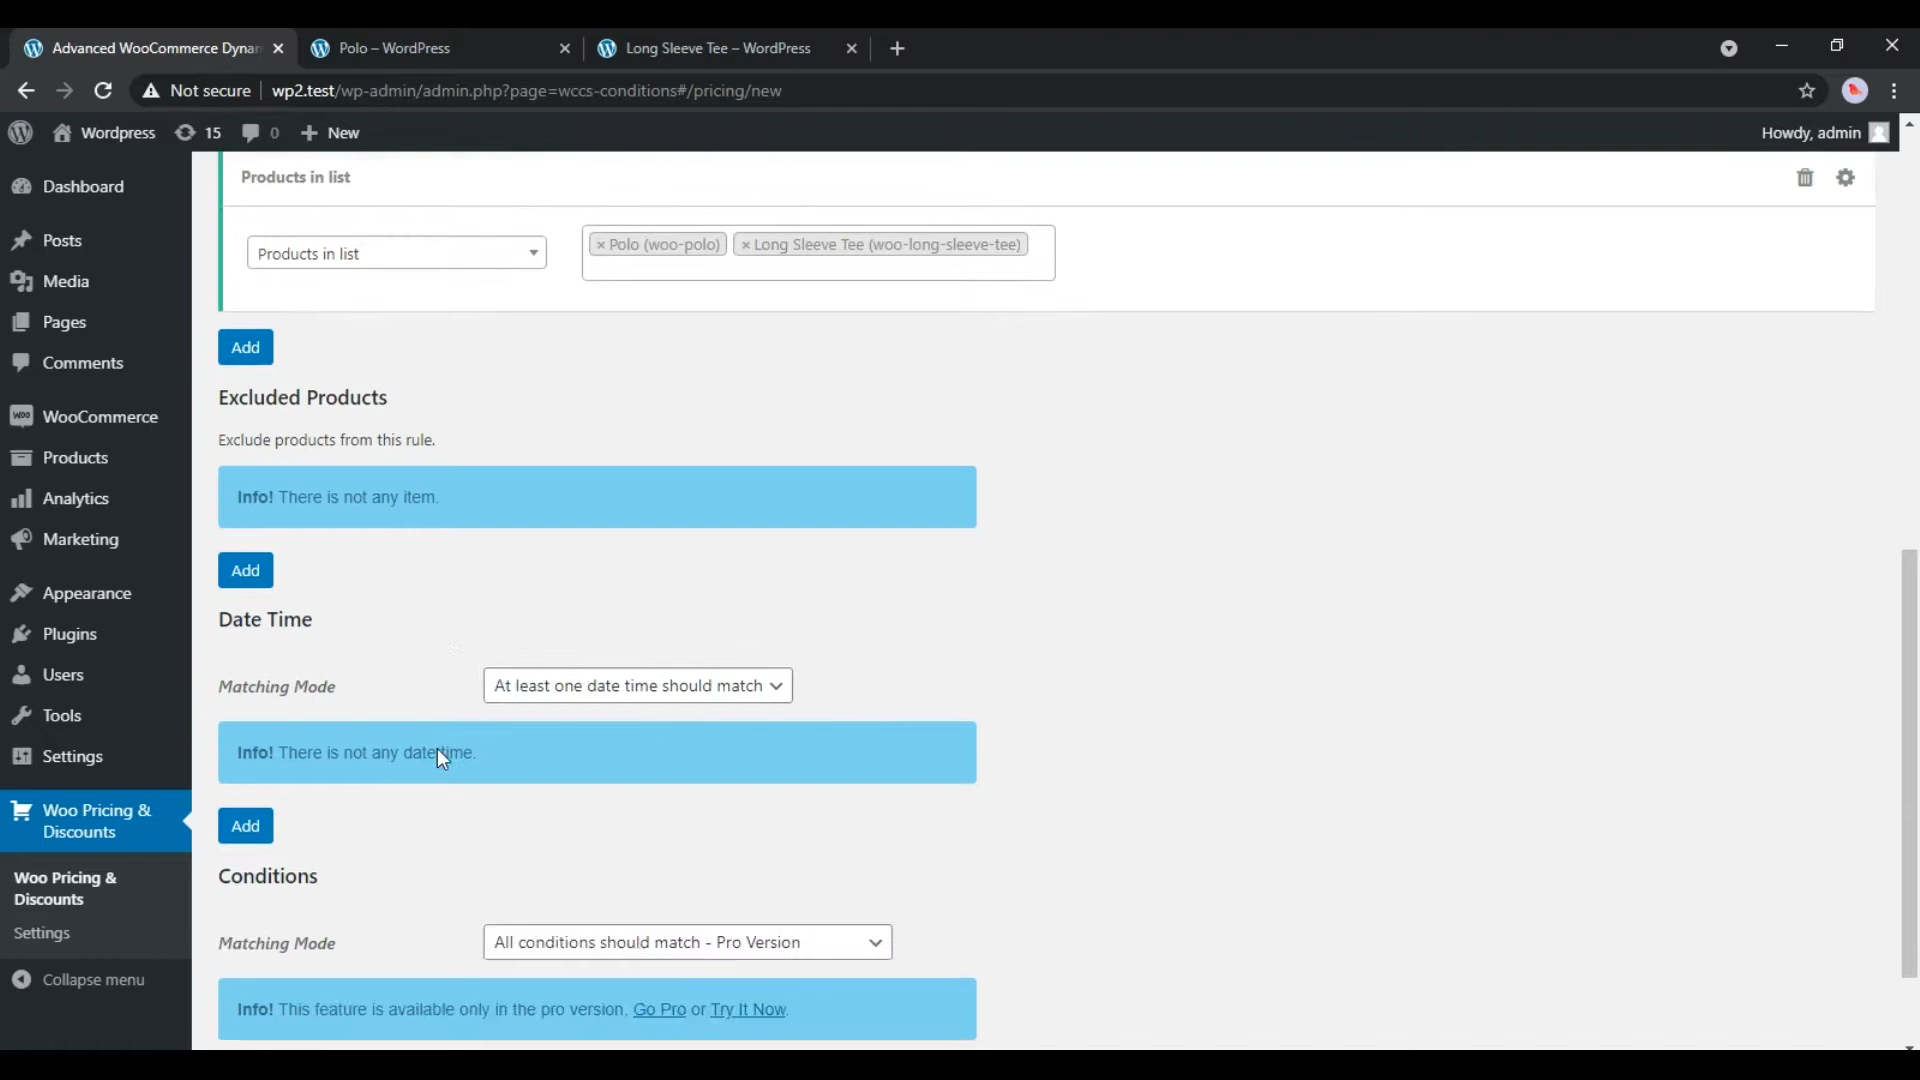 Advanced WooCommerce Dynar
Polo – WordPress
Long Sleeve Tee – WordPress
Not secure
wp2.test/wp-admin/admin.php?page=wccs-conditions#/pricing/new
Wordpress
15
0
New
Howdy, admin
Dashboard
Posts
Media
Pages
Comments
WooCommerce
Products
Analytics
Marketing
Appearance
Plugins
Users
Tools
Settings
Woo Pricing &
Discounts
Woo Pricing &
Discounts
Settings
Collapse menu
Products in list
Products in list
× Polo (woo-polo)
× Long Sleeve Tee (woo-long-sleeve-tee)
Add
Excluded Products
Exclude products from this rule.
Info! There is not any item.
Add
Date Time
Matching Mode
At least one date time should match
Info! There is not any date time.
Add
Conditions
Matching Mode
All conditions should match - Pro Version
Info! This feature is available only in the pro version, Go Pro or Try It Now.